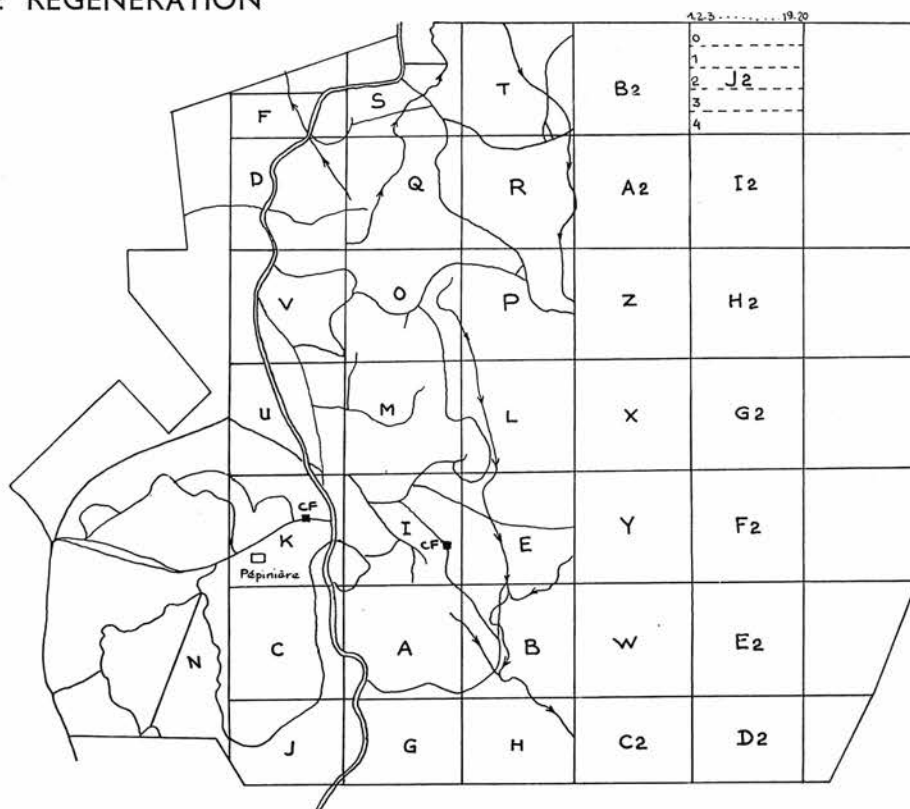 : REGENERATION
1.2.3 ......... 19.20
0
1
2 J2
3
4
F S T B2
D Q R A2 I2
V O P Z H2
U M L X G2
CF
K I CF E Y F2
Pépinière
N C A B W E2
J G H C2 D2